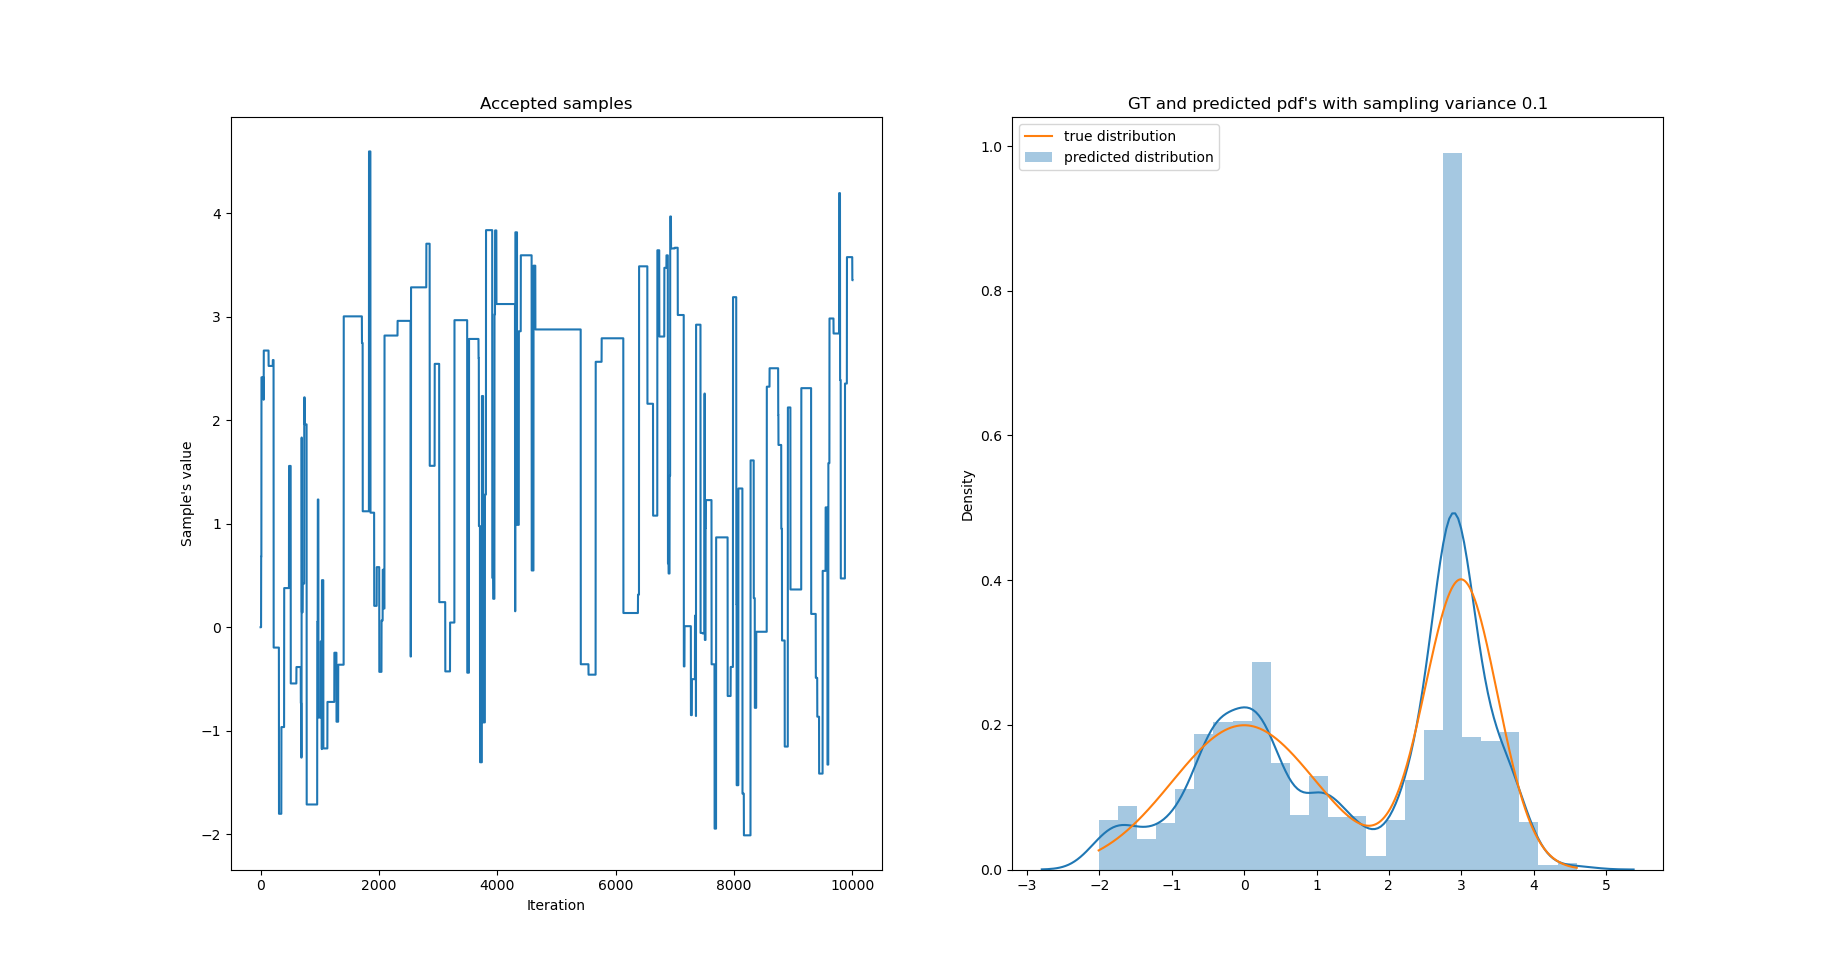 Accepted samples
4
3
2
1
0
−1
−2
Sample's value
0 2000 4000 6000 8000 10000
Iteration
GT and predicted pdf's with sampling variance 0.1
true distribution
predicted distribution
1.0
0.8
0.6
0.4
0.2
0.0
Density
−3 −2 −1 0 1 2 3 4 5